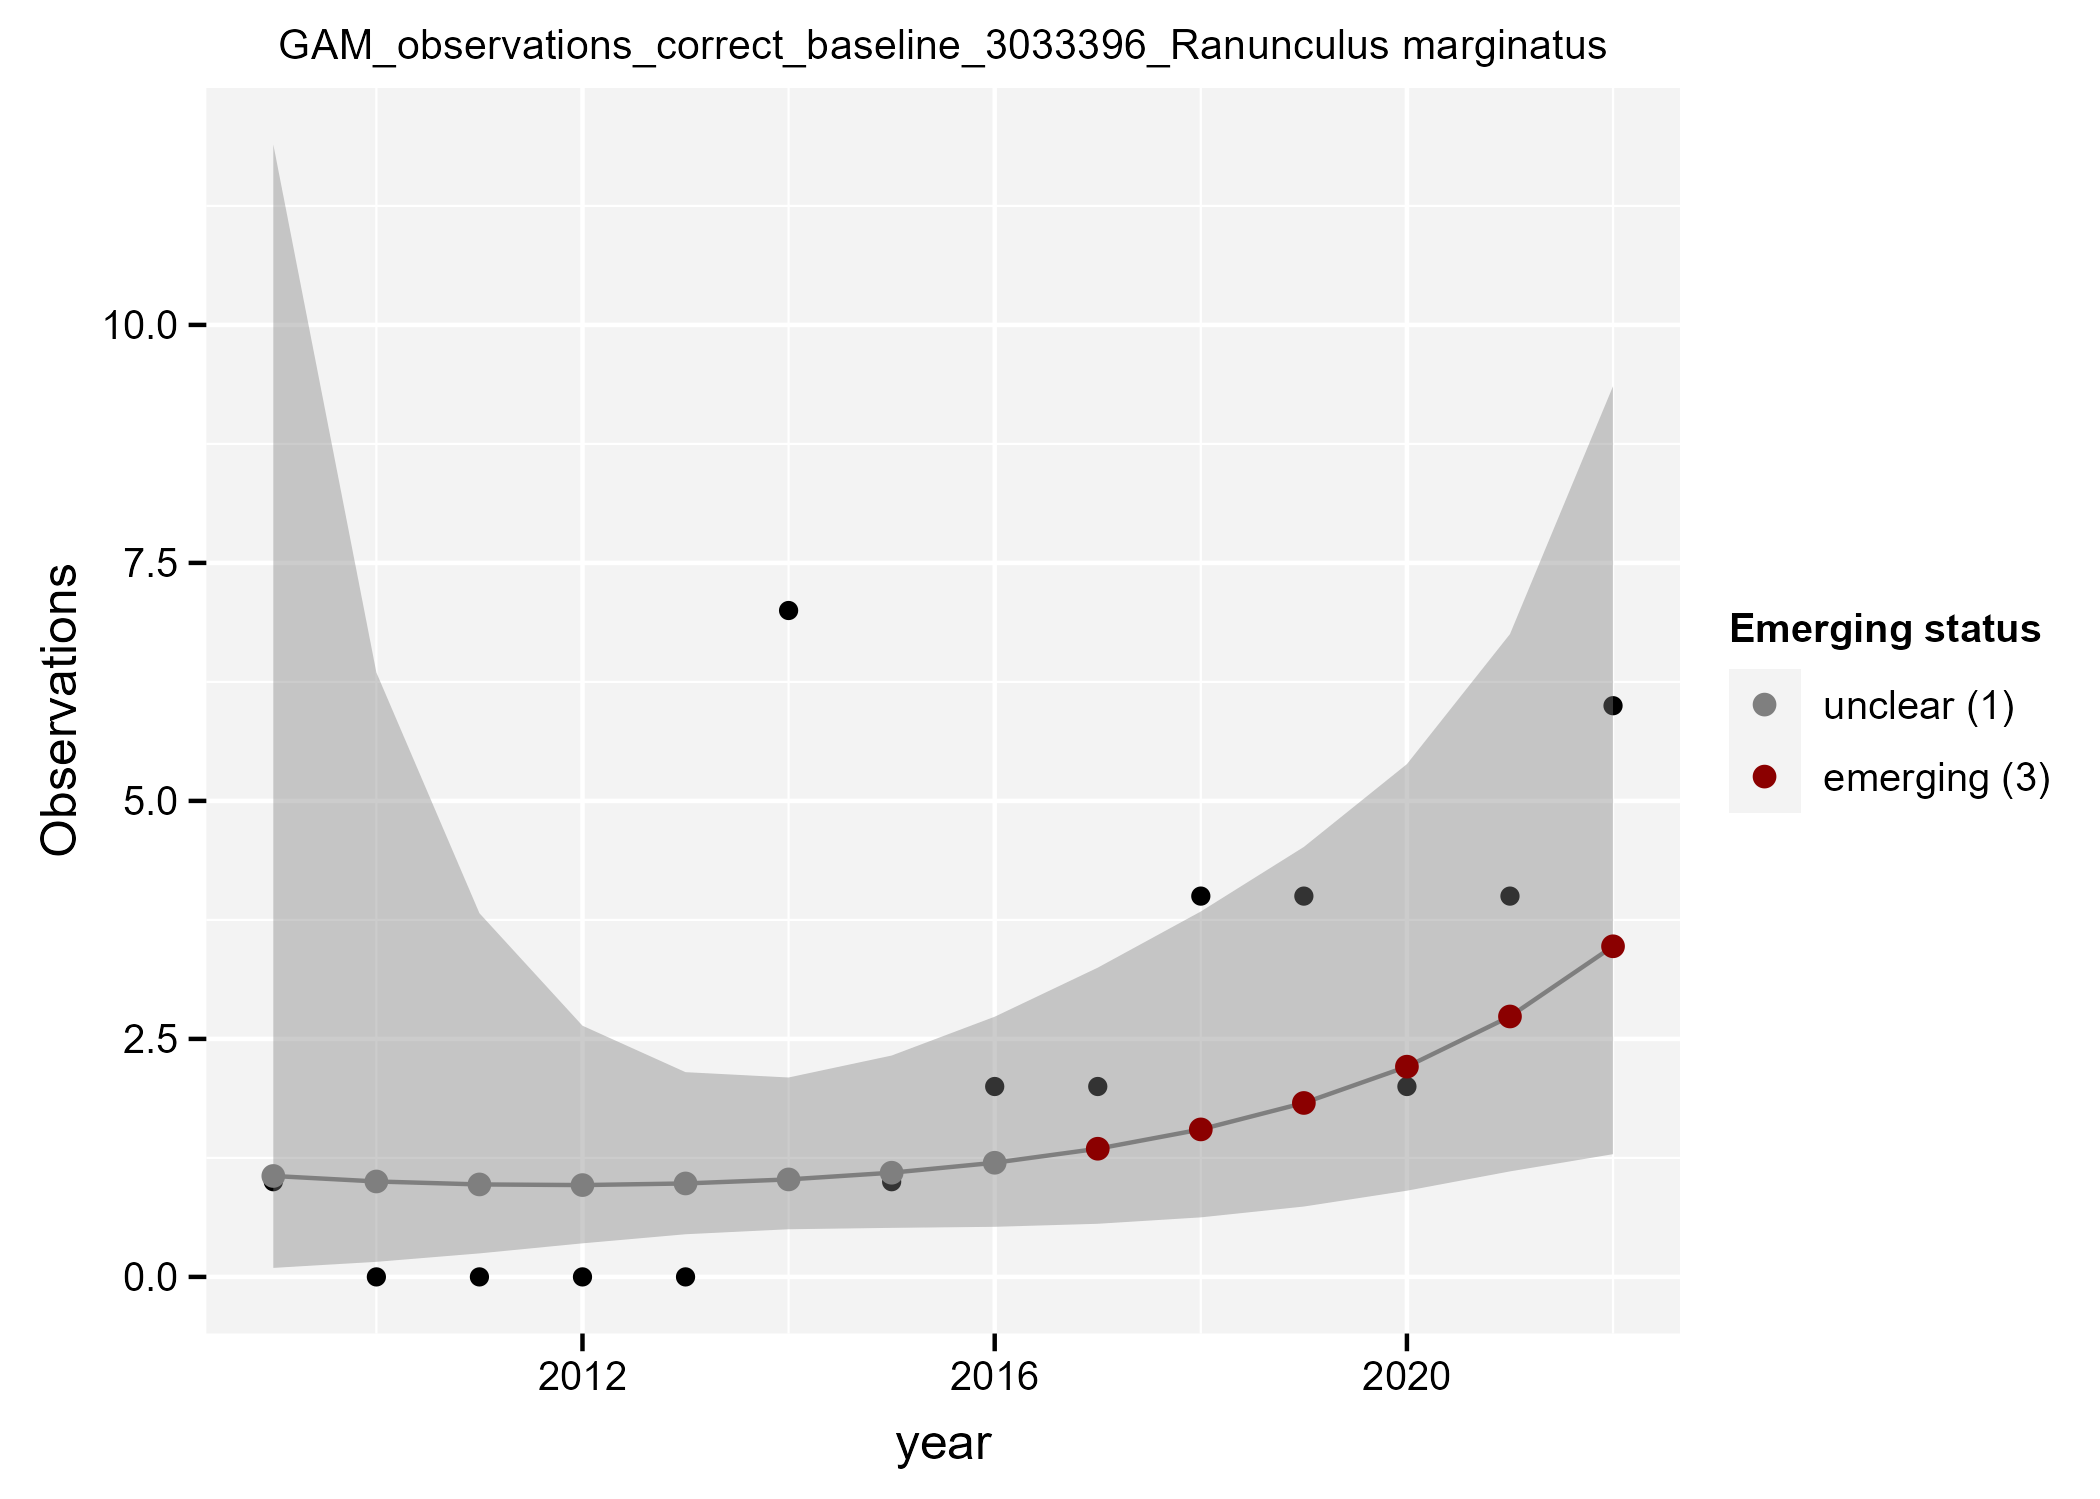 GAM_observations_correct_baseline_3033396_Ranunculus marginatus
Observations
10.0
7.5
5.0
2.5
0.0
2012
2016
2020
year
Emerging status
unclear (1)
emerging (3)